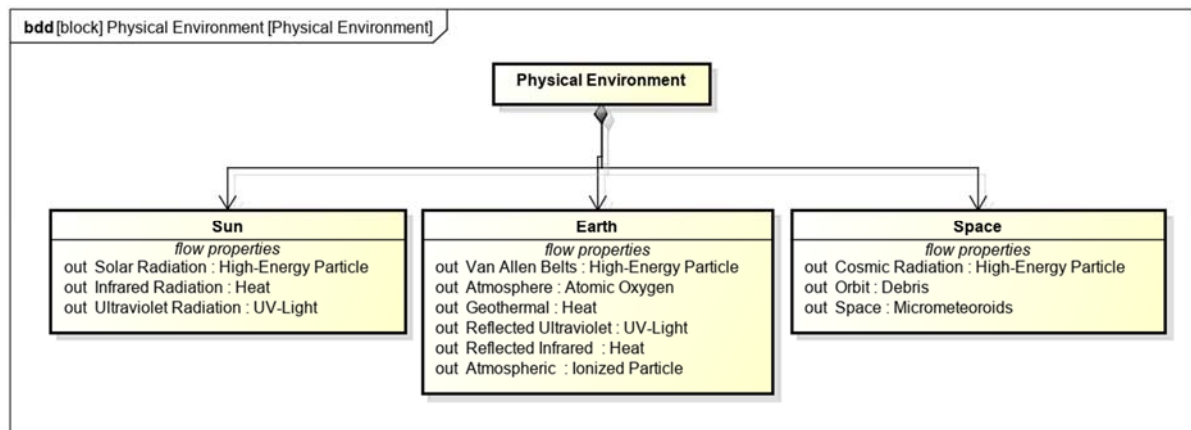 bdd [block] Physical Environment [Physical Environment]
Physical Environment
Sun
flow properties
out Solar Radiation : High-Energy Particle
out Infrared Radiation : Heat
out Ultraviolet Radiation : UV-Light
Earth
flow properties
out Van Allen Belts : High-Energy Particle
out Atmosphere : Atomic Oxygen
out Geothermal : Heat
out Reflected Ultraviolet : UV-Light
out Reflected Infrared : Heat
out Atmospheric : Ionized Particle
Space
flow properties
out Cosmic Radiation : High-Energy Particle
out Orbit : Debris
out Space : Micrometeoroids